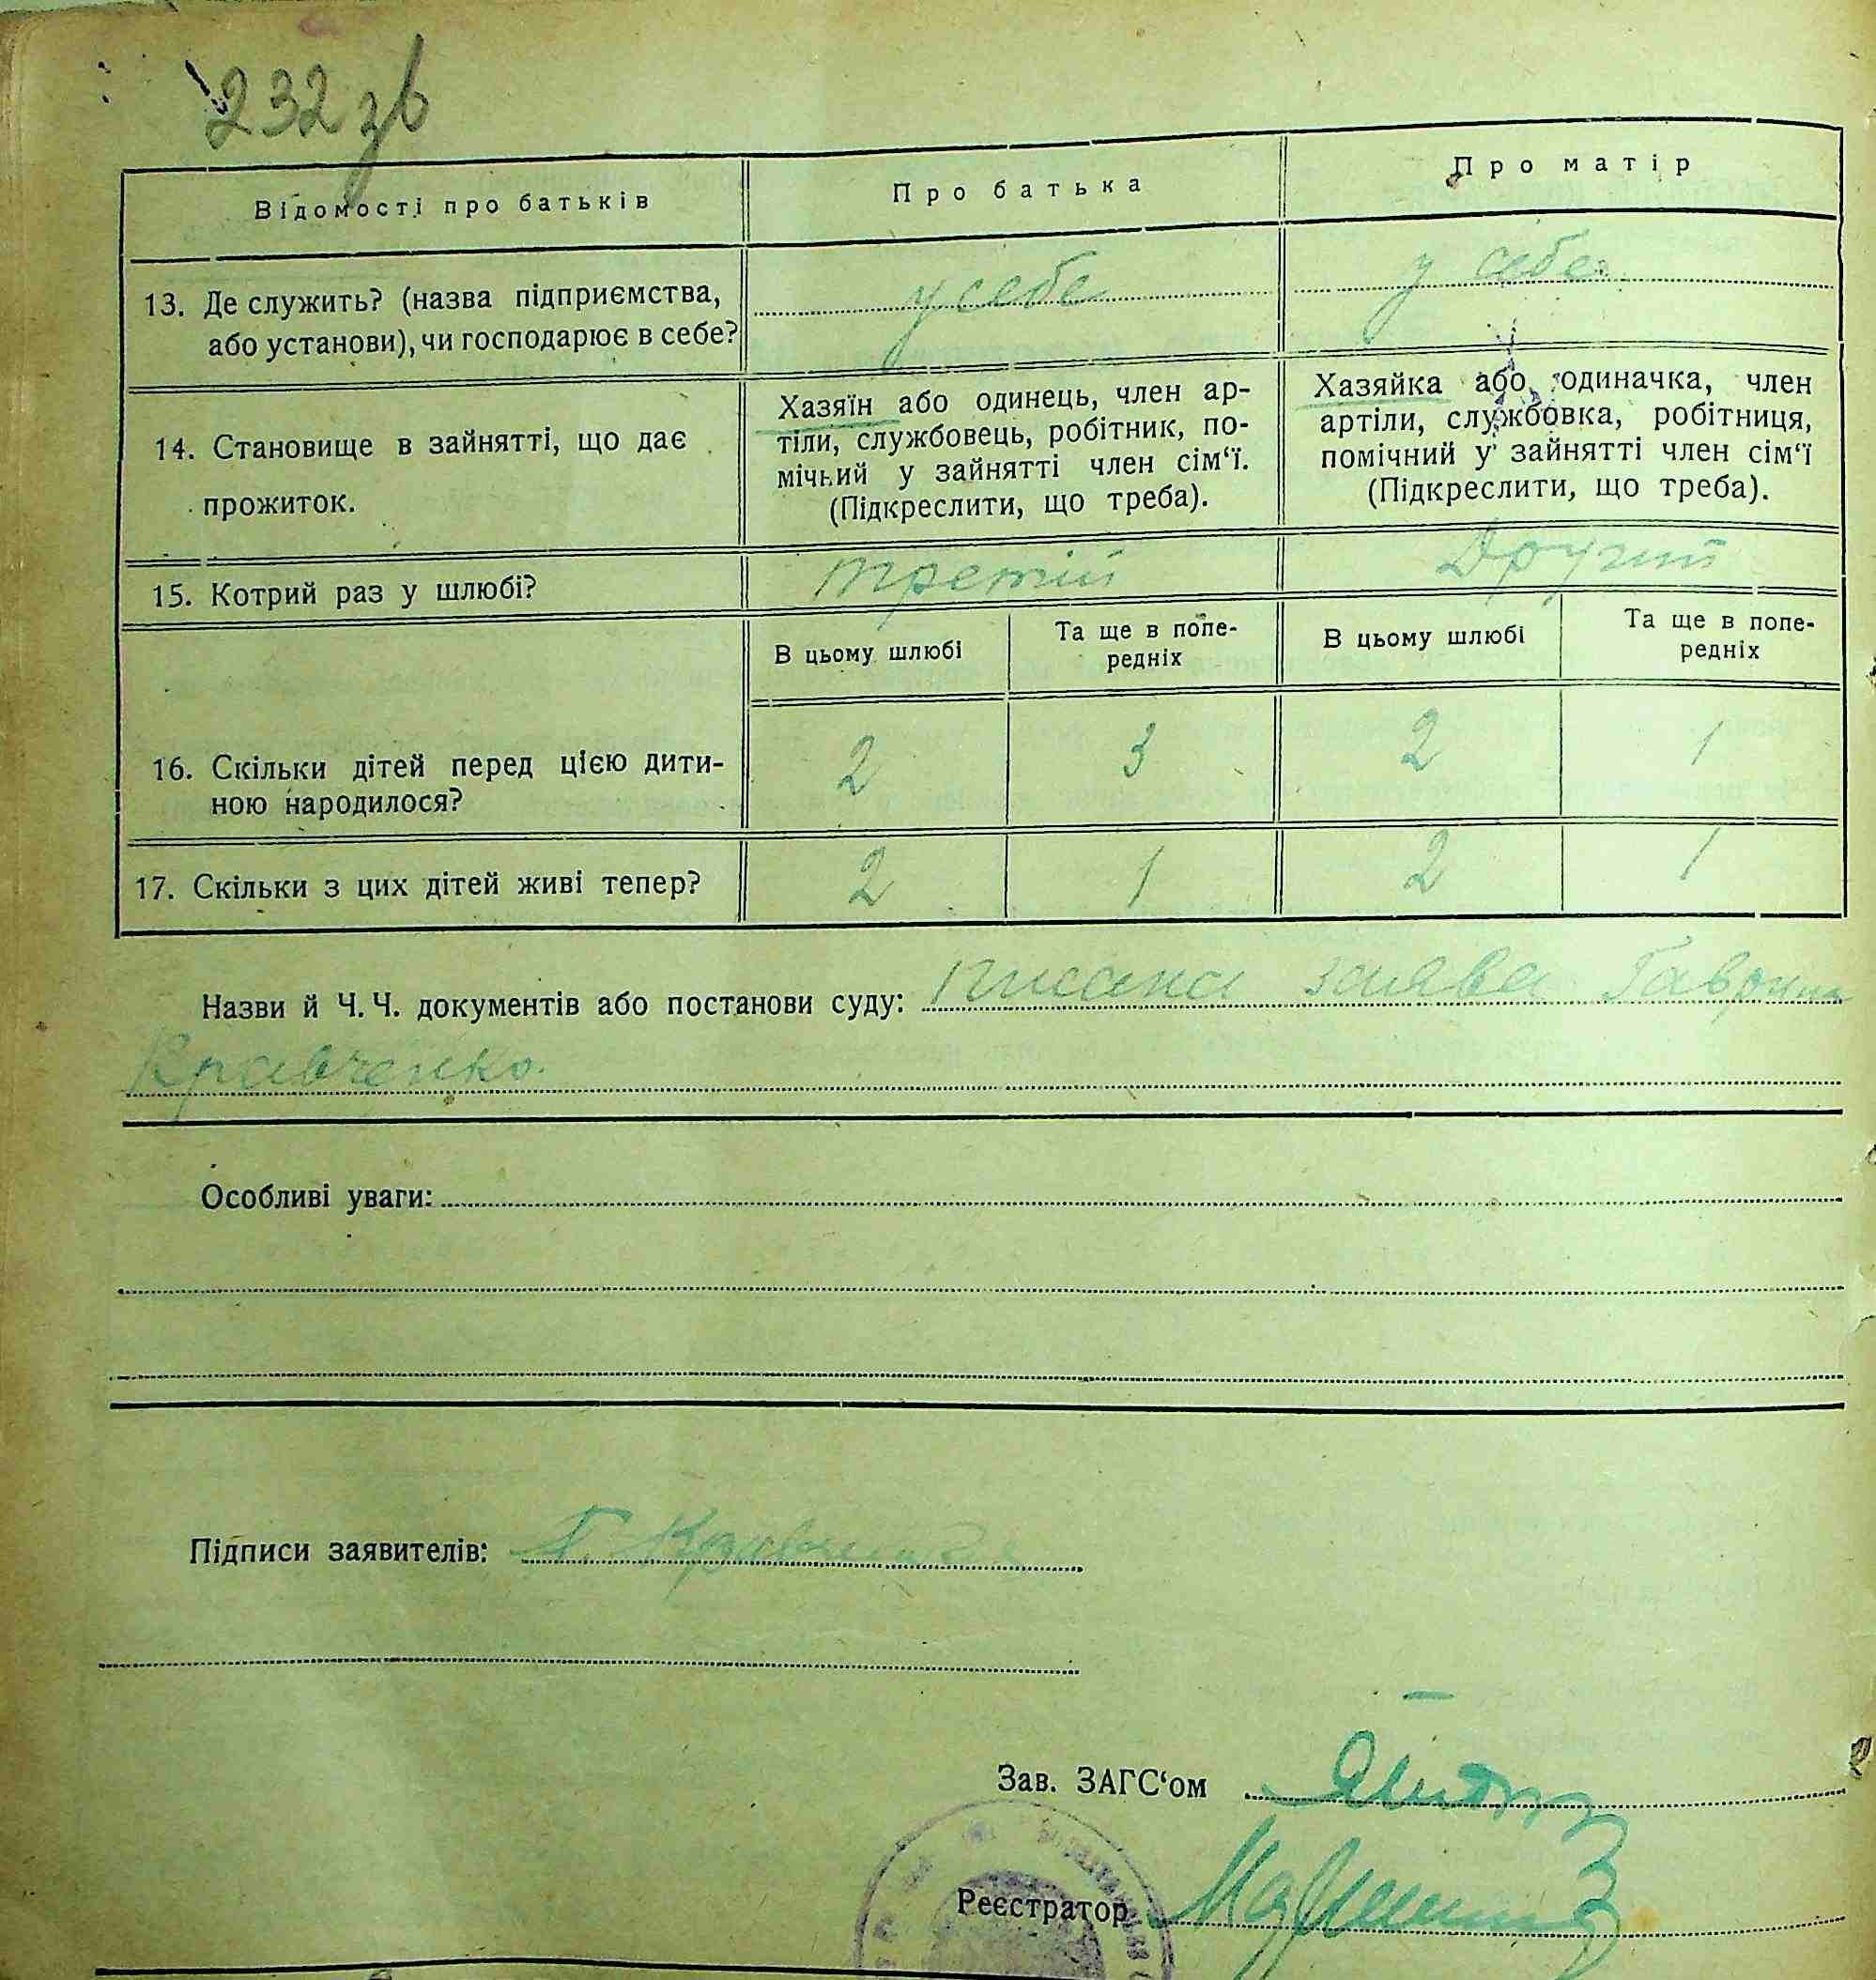 232 зв
Відомості про батьків
Про батька
Про матір
13. Де служить? (назва підприємства,
або установи), чи господарює в себе?
у себе
у себе
14. Становище в зайнятті, що дає
прожиток.
Хазяїн або одинець, член ар-
тіли, службовець, робітник, по-
мічний у зайнятті член сім‘ї.
(Підкреслити, що треба).
Хазяйка або одиначка, член
артіли, службовка, робітниця,
помічний у зайнятті член сім‘ї
(Підкреслити, що треба).
15. Котрий раз у шлюбі?
третій
Другий
В цьому шлюбі
Та ще в попе-
редніх
В цьому шлюбі
Та ще в попе-
редніх
16. Скільки дітей перед цією дити-
ною народилося?
2 3 2 1
17. Скільки з цих дітей живі тепер?
2 1 2 1
Назви й Ч. Ч. документів або постанови суду: заява
Кравченко.
Особливі уваги:
Підписи заявителів: Г. Кравченко
Зав. ЗАГС‘ом
Реєстратор